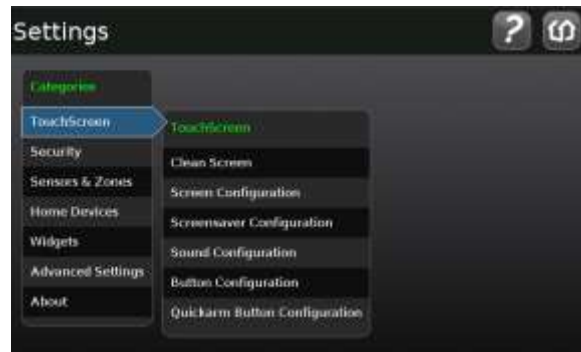 Settings
?
Categories
TouchScreen
Security
Sensors & Zones
Home Devices
Widgets
Advanced Settings
About
TouchScreen
Clean Screen
Screen Configuration
Screensaver Configuration
Sound Configuration
Button Configuration
Quickarm Button Configuration